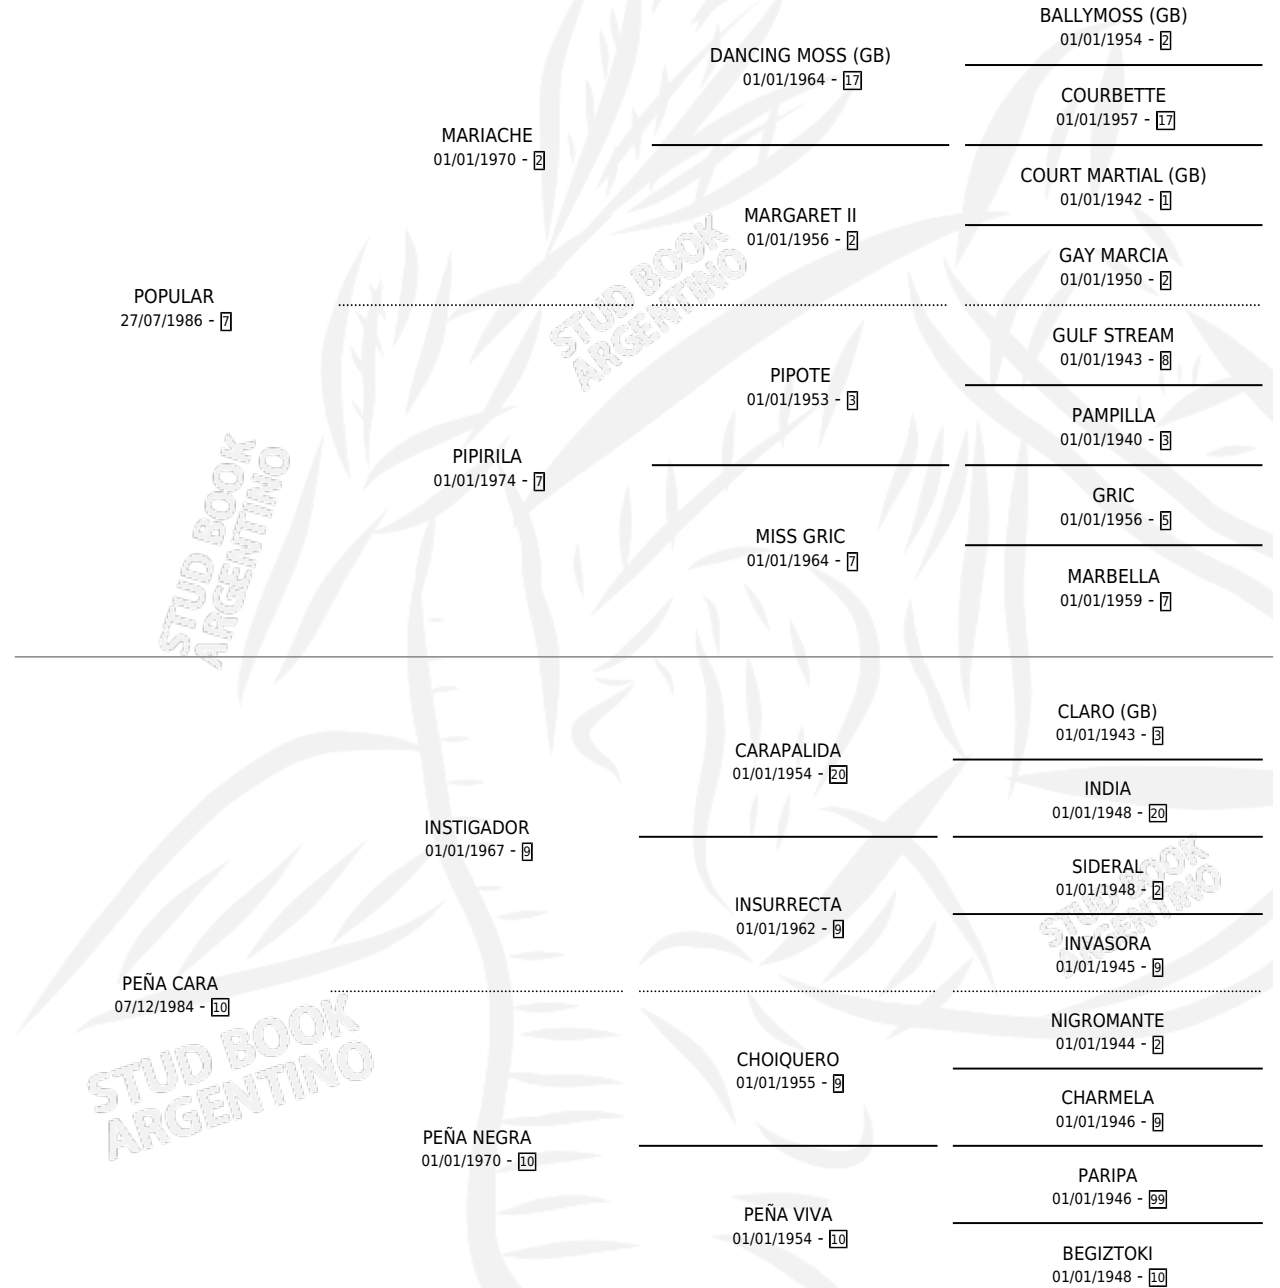 BALLYMOSS (GB)
01/01/1954 - 2
DANCING MOSS (GB)
01/01/1964 - 17
COURBETTE
01/01/1957 - 17
MARIACHE
01/01/1970 - 2
COURT MARTIAL (GB)
01/01/1942 - 1
MARGARET II
01/01/1956 - 2
GAY MARCIA
01/01/1950 - 2
POPULAR
27/07/1986 - 7
GULF STREAM
01/01/1943 - 8
PIPOTE
01/01/1953 - 3
PAMPILLA
01/01/1940 - 3
PIPIRILA
01/01/1974 - 7
GRIC
01/01/1956 - 5
MISS GRIC
01/01/1964 - 7
MARBELLA
01/01/1959 - 7
CLARO (GB)
01/01/1943 - 3
CARAPALIDA
01/01/1954 - 20
INDIA
01/01/1948 - 20
INSTIGADOR
01/01/1967 - 9
SIDERAL
01/01/1948 - 2
INSURRECTA
01/01/1962 - 9
INVASORA
01/01/1945 - 9
PEÑA CARA
07/12/1984 - 10
NIGROMANTE
01/01/1944 - 2
CHOIQUERO
01/01/1955 - 9
CHARMELA
01/01/1946 - 9
PEÑA NEGRA
01/01/1970 - 10
PARIPA
01/01/1946 - 99
PEÑA VIVA
01/01/1954 - 10
BEGIZTOKI
01/01/1948 - 10
STUD BOOK
ARGENTINO
STUD BOOK
ARGENTINO
STUD BOOK
ARGENTINO
STUD BOOK
ARGENTINO